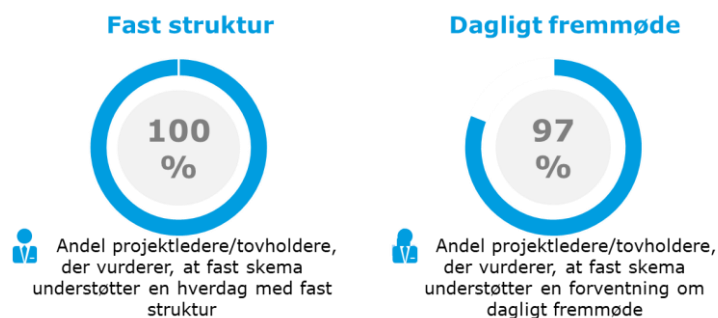 Fast struktur
100
%
Andel projektledere/tovholdere,
der vurderer, at fast skema
understøtter en hverdag med fast
struktur
Dagligt fremmøde
97
%
Andel projektledere/tovholdere,
der vurderer, at fast skema
understøtter en forventning om
dagligt fremmøde